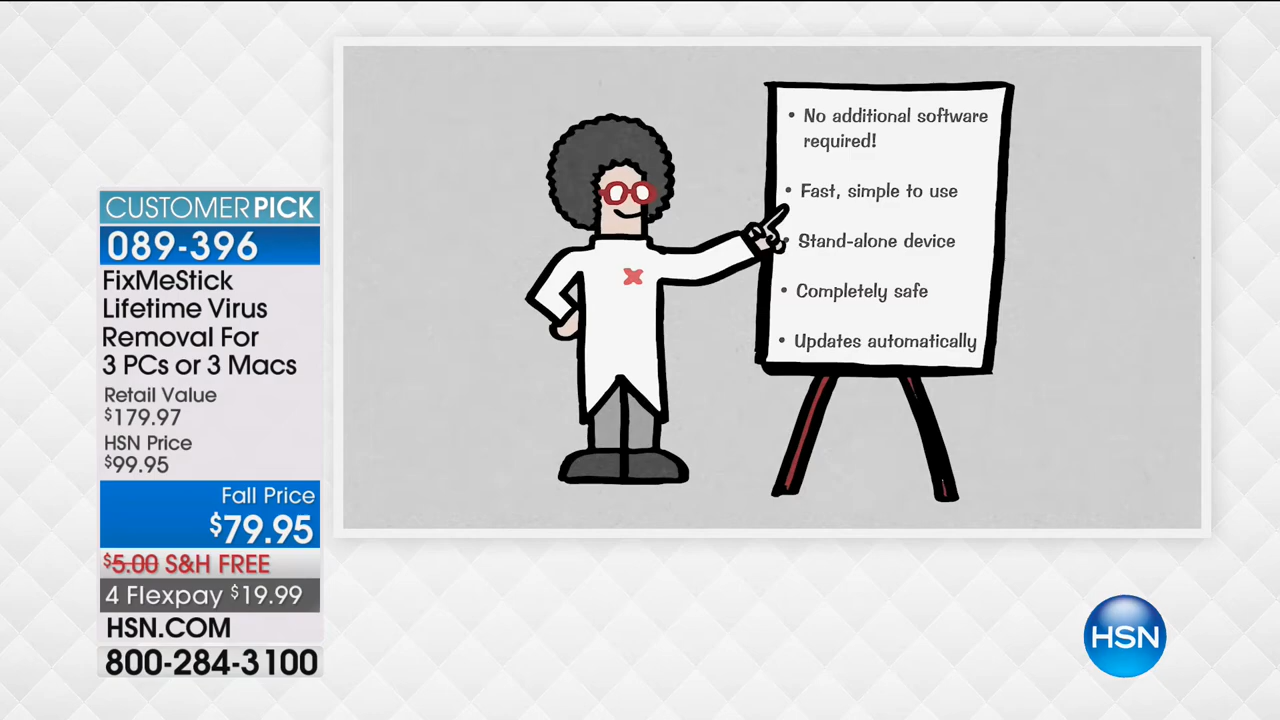 CUSTOMER PICK
089-396
FixMeStick
Lifetime Virus
Removal For
3 PCs or 3 Macs
Retail Value
$179.97
HSN Price
$99.95
Fall Price
$79.95
$5.00 S&H FREE
4 Flexpay $19.99
HSN.COM
800-284-3100
• No additional software
required!
• Fast, simple to use
• Stand-alone device
• Completely safe
• Updates automatically
HSN